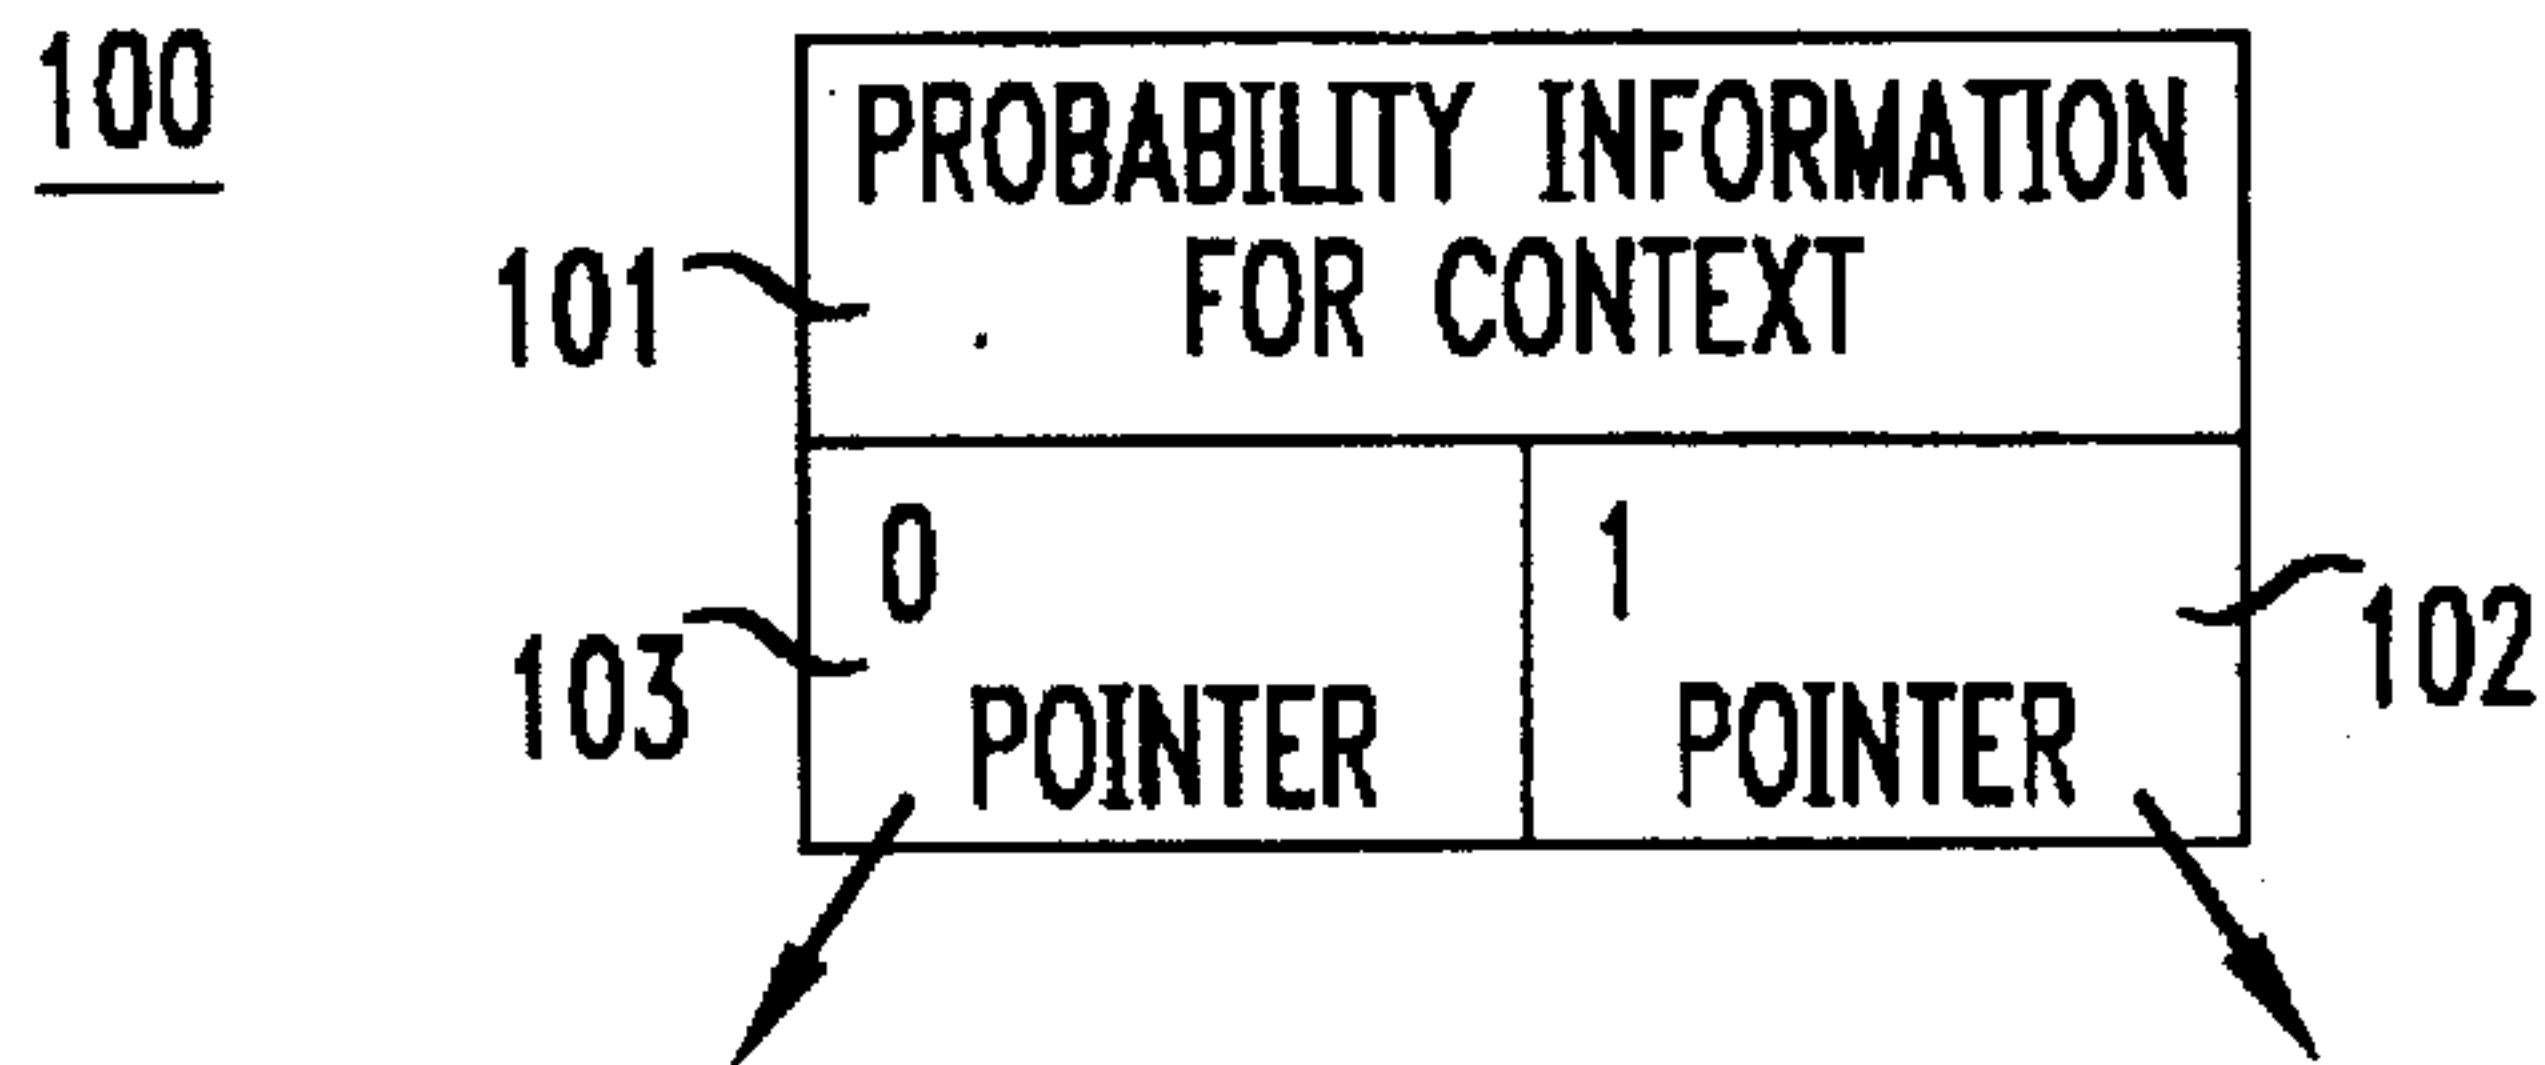 100
PROBABILITY INFORMATION
FOR CONTEXT
101
0
1
103
102
POINTER
POINTER